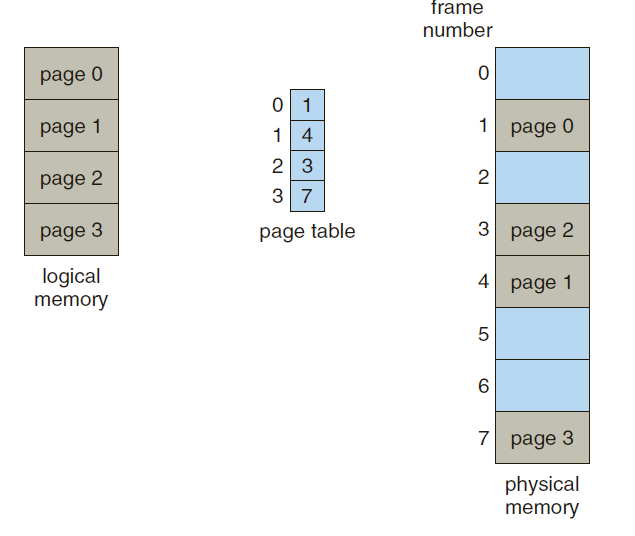 page 0
page 1
page 2
page 3
logical
memory
0 1
1 4
2 3
3 7
page table
frame
number
0
1 page 0
2
3 page 2
4 page 1
5
6
7 page 3
physical
memory